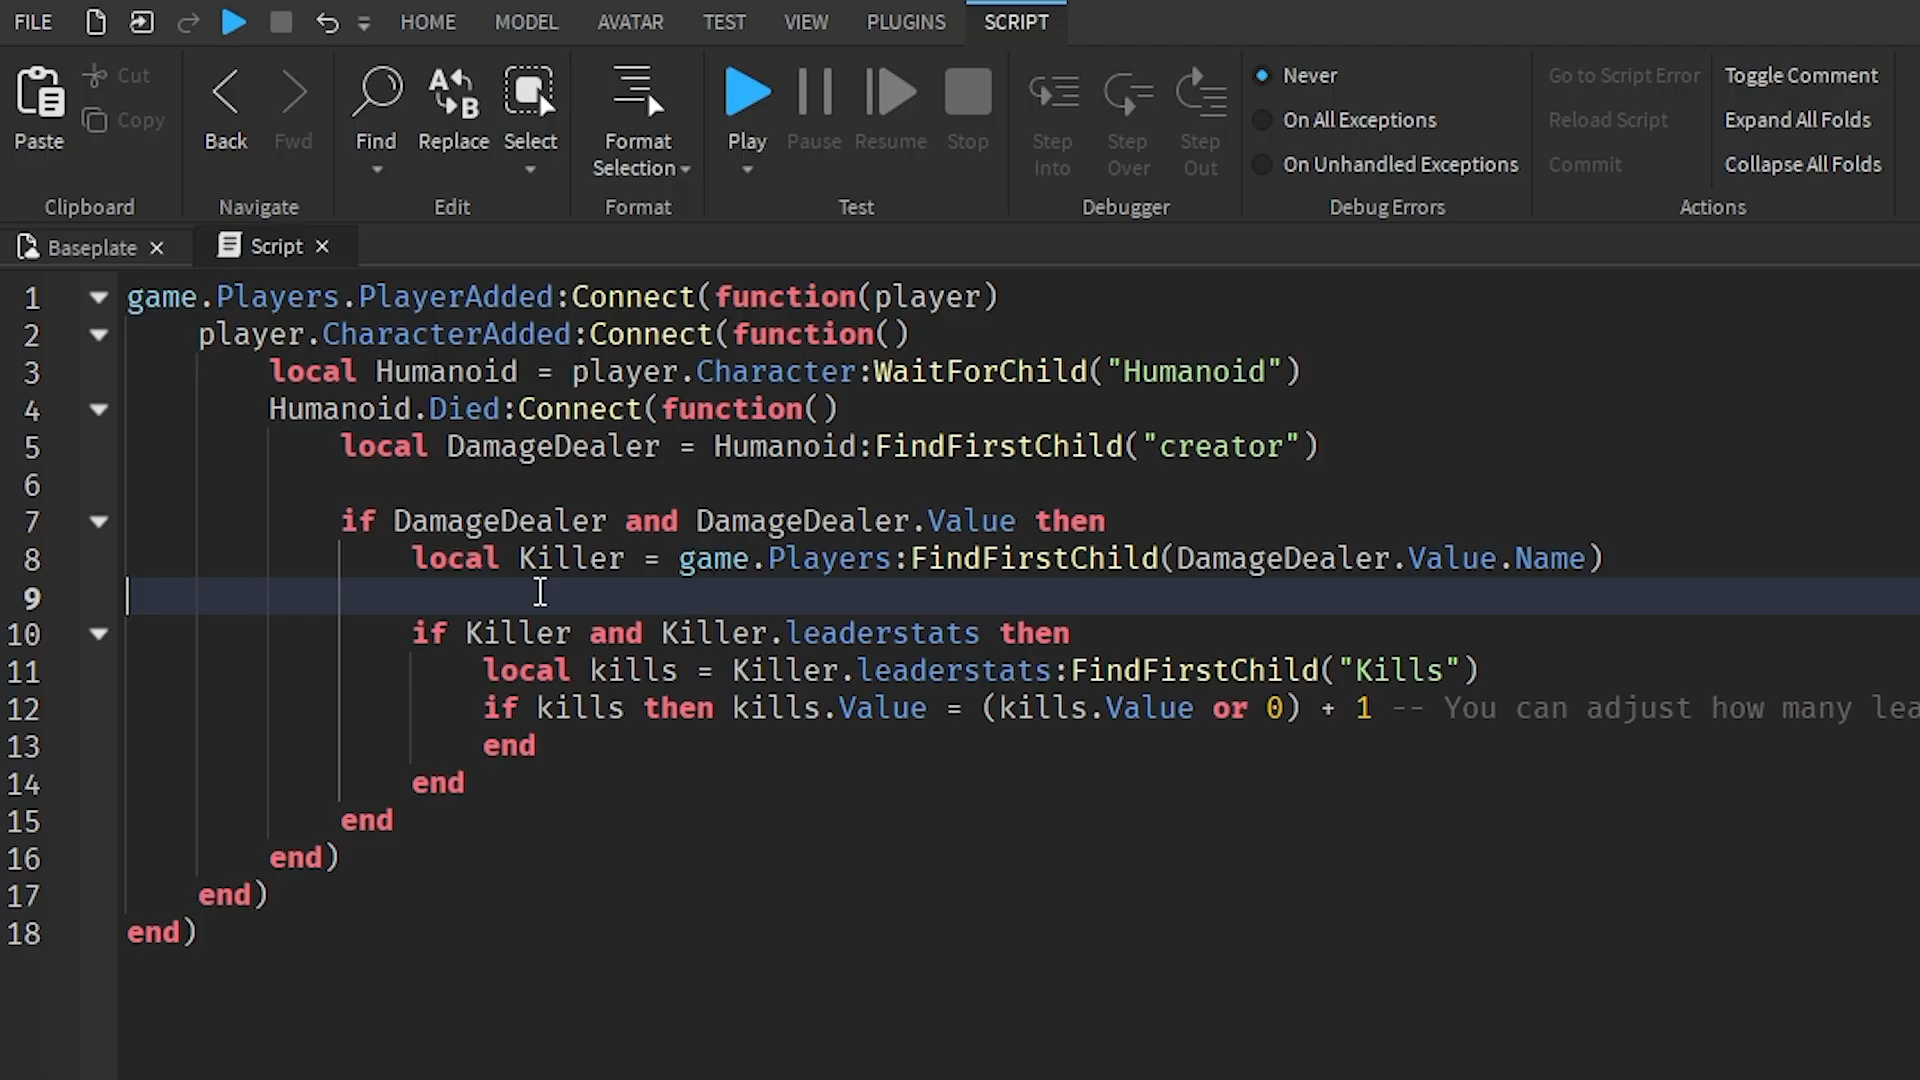 FILE HOME MODEL AVATAR TEST VIEW PLUGINS SCRIPT
Paste Cut Copy
Clipboard
Back Fwd
Navigate
Find Replace Select
Edit
Format Selection
Format
Play Pause Resume Stop
Test
Step Into Step Over Step Out
Debugger
Never
On All Exceptions
On Unhandled Exceptions
Debug Errors
Go to Script Error
Reload Script
Commit
Toggle Comment
Expand All Folds
Collapse All Folds
Actions
Baseplate × Script ×
1 game.Players.PlayerAdded:Connect(function(player)
2 player.CharacterAdded:Connect(function()
3 local Humanoid = player.Character:WaitForChild("Humanoid")
4 Humanoid.Died:Connect(function()
5 local DamageDealer = Humanoid:FindFirstChild("creator")
6
7 if DamageDealer and DamageDealer.Value then
8 local Killer = game.Players:FindFirstChild(DamageDealer.Value.Name)
9
10 if Killer and Killer.leaderstats then
11 local kills = Killer.leaderstats:FindFirstChild("Kills")
12 if kills then kills.Value = (kills.Value or 0) + 1 -- You can adjust how many lea
13 end
14 end
15 end
16 end)
17 end)
18 end)